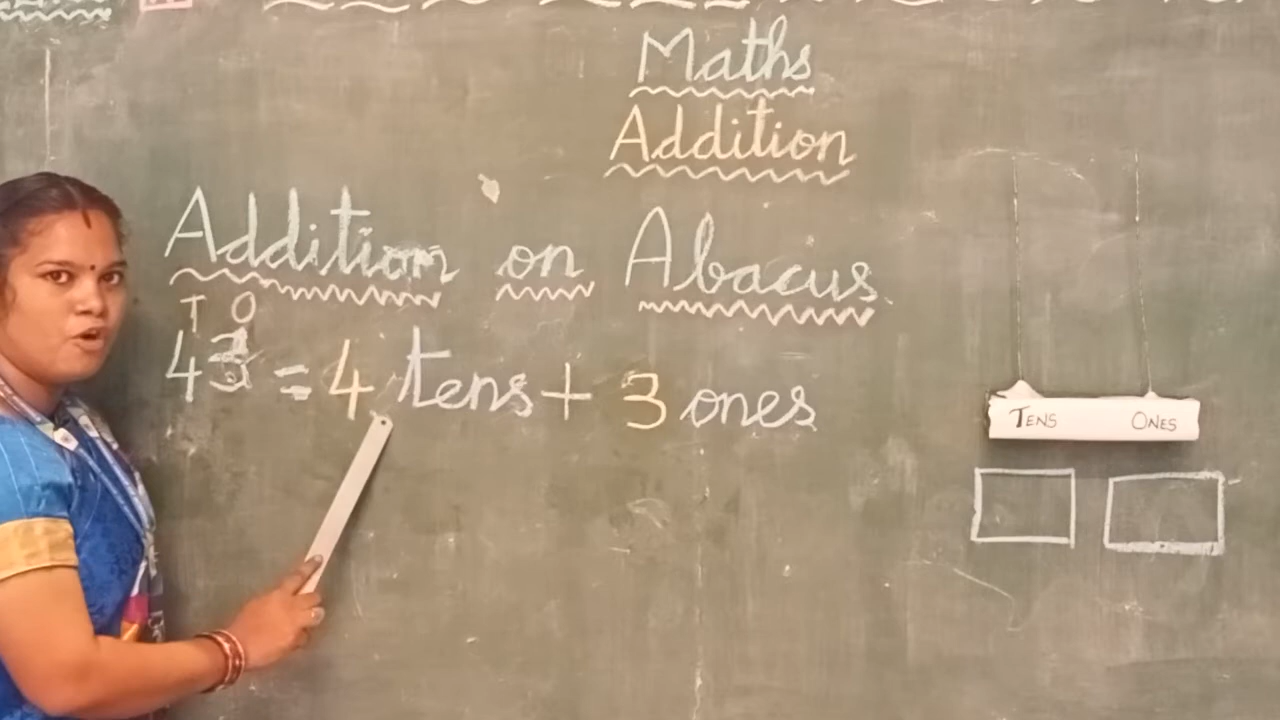 Maths
Addition
Addition on Abacus
T O
43 = 4 tens + 3 ones
TENS ONES